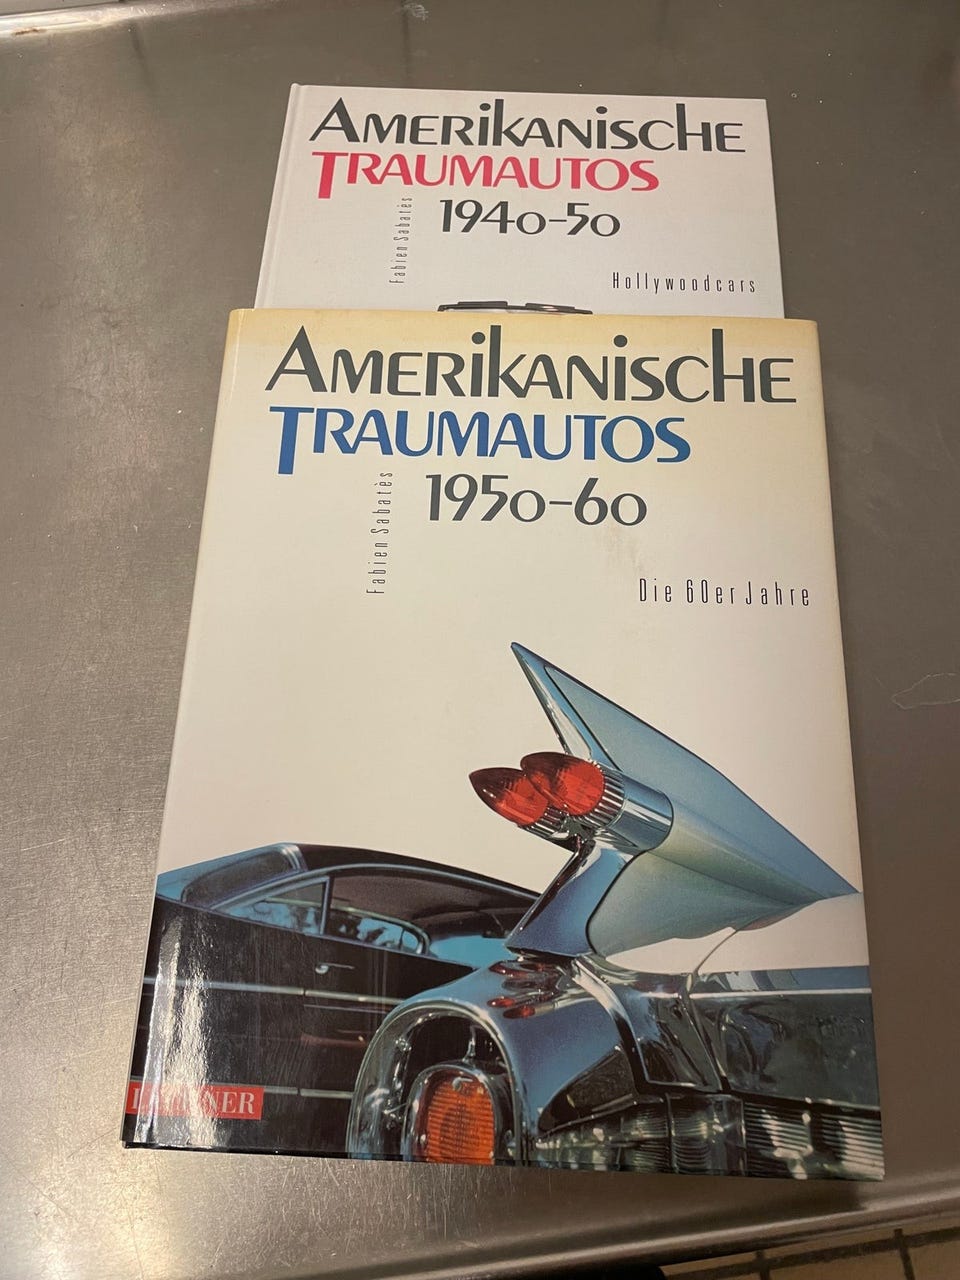 AMERIKANISCHE
TRAUMAUTOS
1940-50
Fabien Sabatès
Hollywoodcars
AMERIKANISCHE
TRAUMAUTOS
1950-60
Fabien Sabatès
Die 60er Jahre